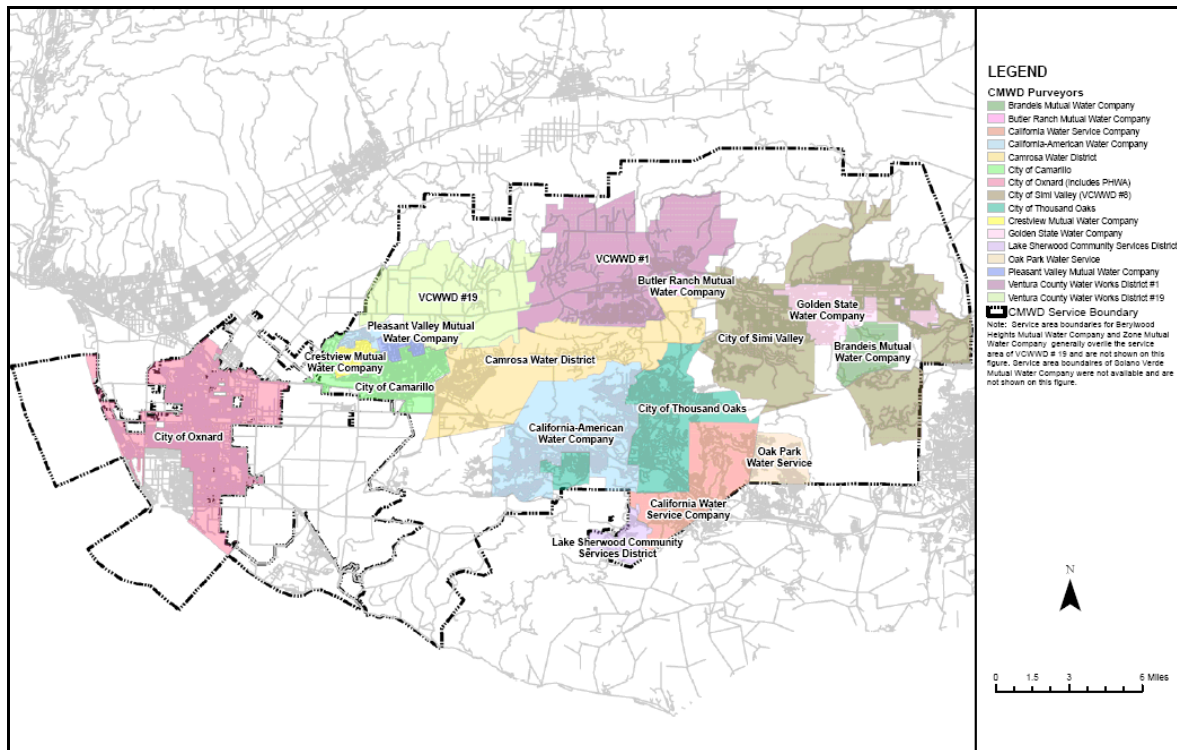 VCWWD #1
Butler Ranch Mutual
Water Company
VCWWD #19
Golden State
Water Company
Pleasant Valley Mutual
Water Company
City of Simi Valley
Brandeis Mutual
Water Company
Crestview Mutual
Water Company
Camrosa Water District
City of Camarillo
City of Thousand Oaks
City of Oxnard
California-American
Water Company
Oak Park
Water Service
California Water
Service Company
Lake Sherwood Community
Services District
LEGEND
CMWD Purveyors
Brandeis Mutual Water Company
Butler Ranch Mutual Water Company
California Water Service Company
California-American Water Company
Camrosa Water District
City of Camarillo
City of Oxnard (includes PHWA)
City of Simi Valley (VCWWD #8)
City of Thousand Oaks
Crestview Mutual Water Company
Golden State Water Company
Lake Sherwood Community Services District
Oak Park Water Service
Pleasant Valley Mutual Water Company
Ventura County Water Works District #1
Ventura County Water Works District #19
CMWD Service Boundary
Note: Service area boundaries for Berylwood
Heights Mutual Water Company and Zone Mutual
Water Company generally overlie the service
area of VCWWD # 19 and are not shown on this
figure. Service area boundaires of Solano Verde
Mutual Water Company were not available and are
not shown on this figure.
N
0 1.5 3 6 Miles